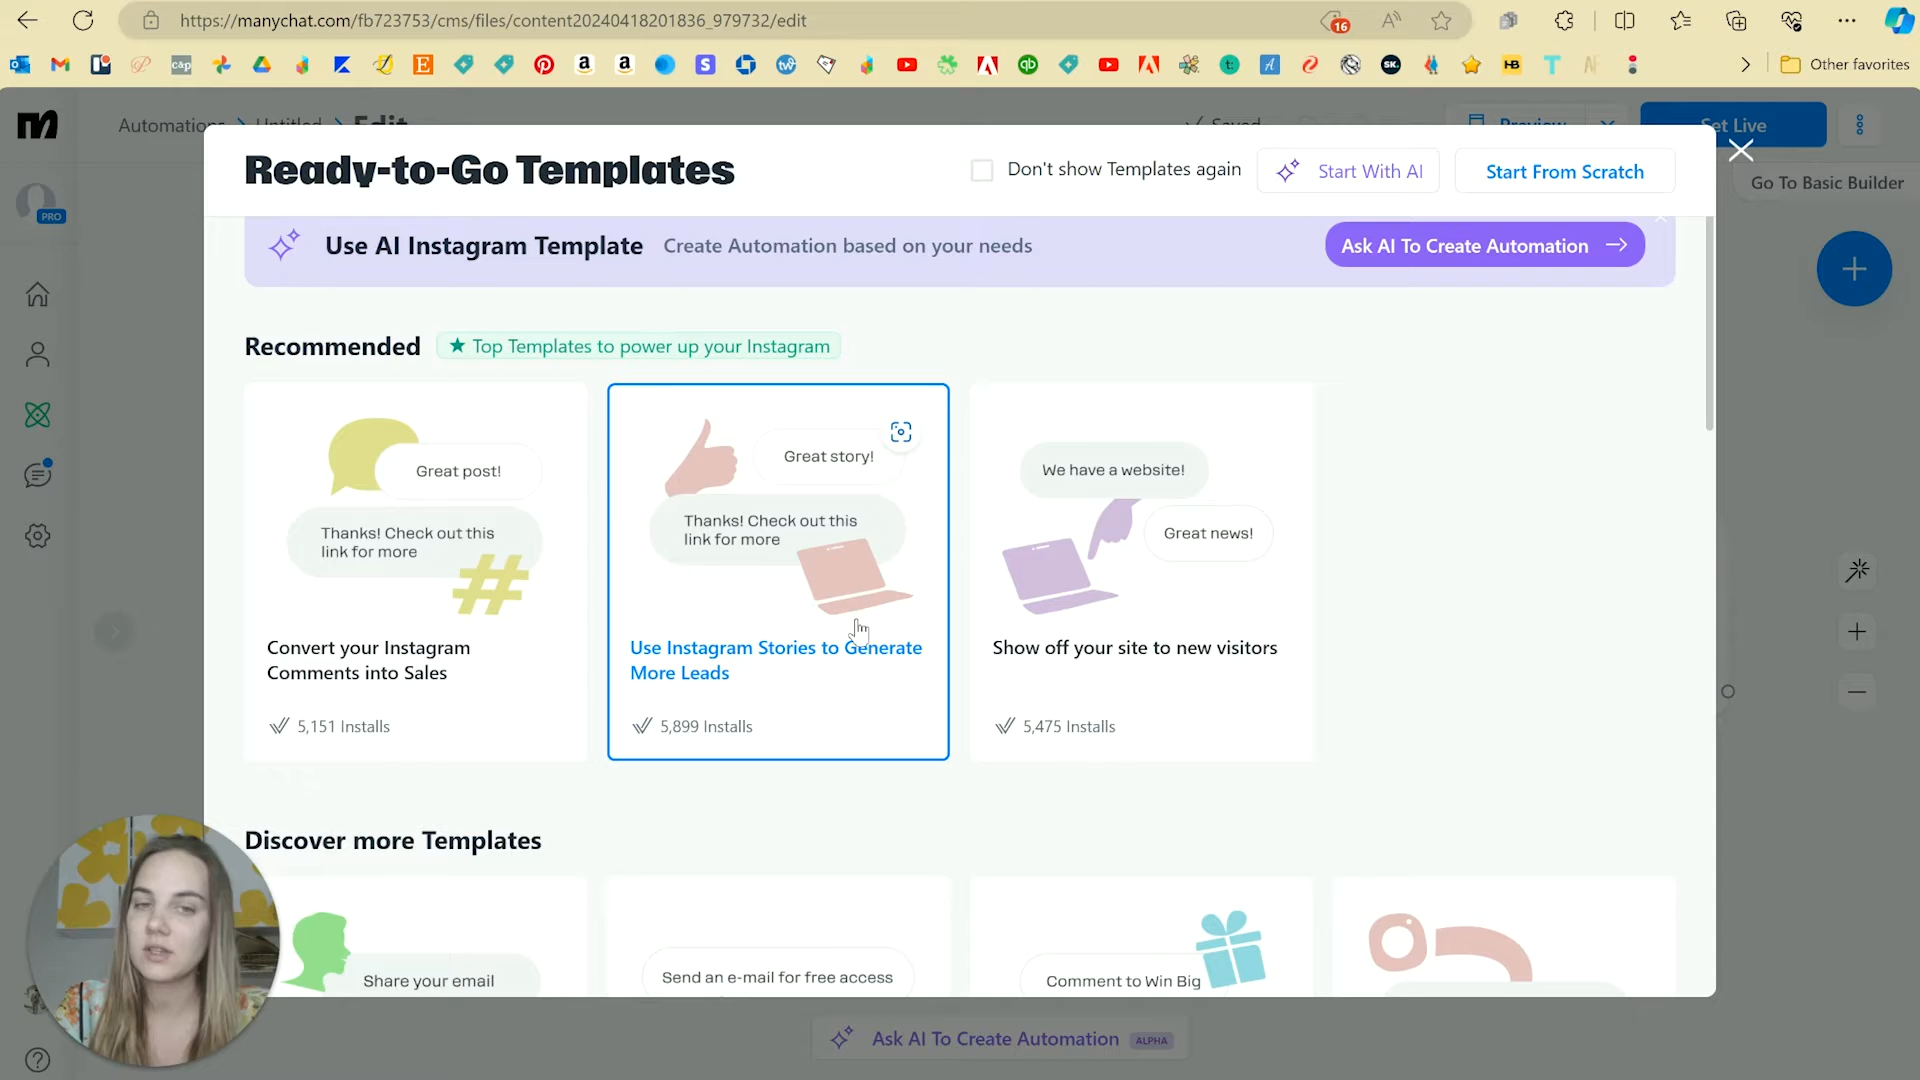 https://manychat.com/fb723753/cms/files/content20240418201836_979732/edit
16
Other favorites
Automations > Untitled > Edit
Saved
Preview
Set Live
PRO
Go To Basic Builder
Ready-to-Go Templates
Don't show Templates again
Start With AI
Start From Scratch
Use AI Instagram Template
Create Automation based on your needs
Ask AI To Create Automation
Recommended
Top Templates to power up your Instagram
Great post!
Thanks! Check out this
link for more
Convert your Instagram
Comments into Sales
5,151 Installs
Great story!
Thanks! Check out this
link for more
Use Instagram Stories to Generate
More Leads
5,899 Installs
We have a website!
Great news!
Show off your site to new visitors
5,475 Installs
Discover more Templates
Share your email
Send an e-mail for free access
Comment to Win Big
Ask AI To Create Automation
ALPHA